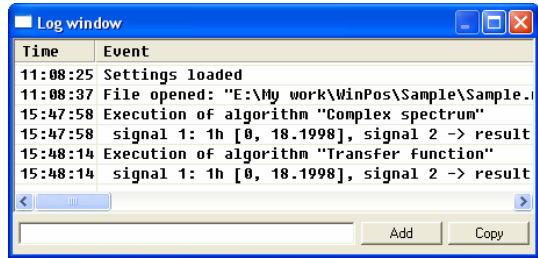 Log window
Time Event
11:08:25 Settings loaded
11:08:37 File opened: "E:\My work\WinPos\Sample\Sample.
15:47:58 Execution of algorithm "Complex spectrum"
15:47:58 signal 1: 1h [0, 18.1998], signal 2 -> result
15:48:14 Execution of algorithm "Transfer function"
15:48:14 signal 1: 1h [0, 18.1998], signal 2 -> result
Add Copy